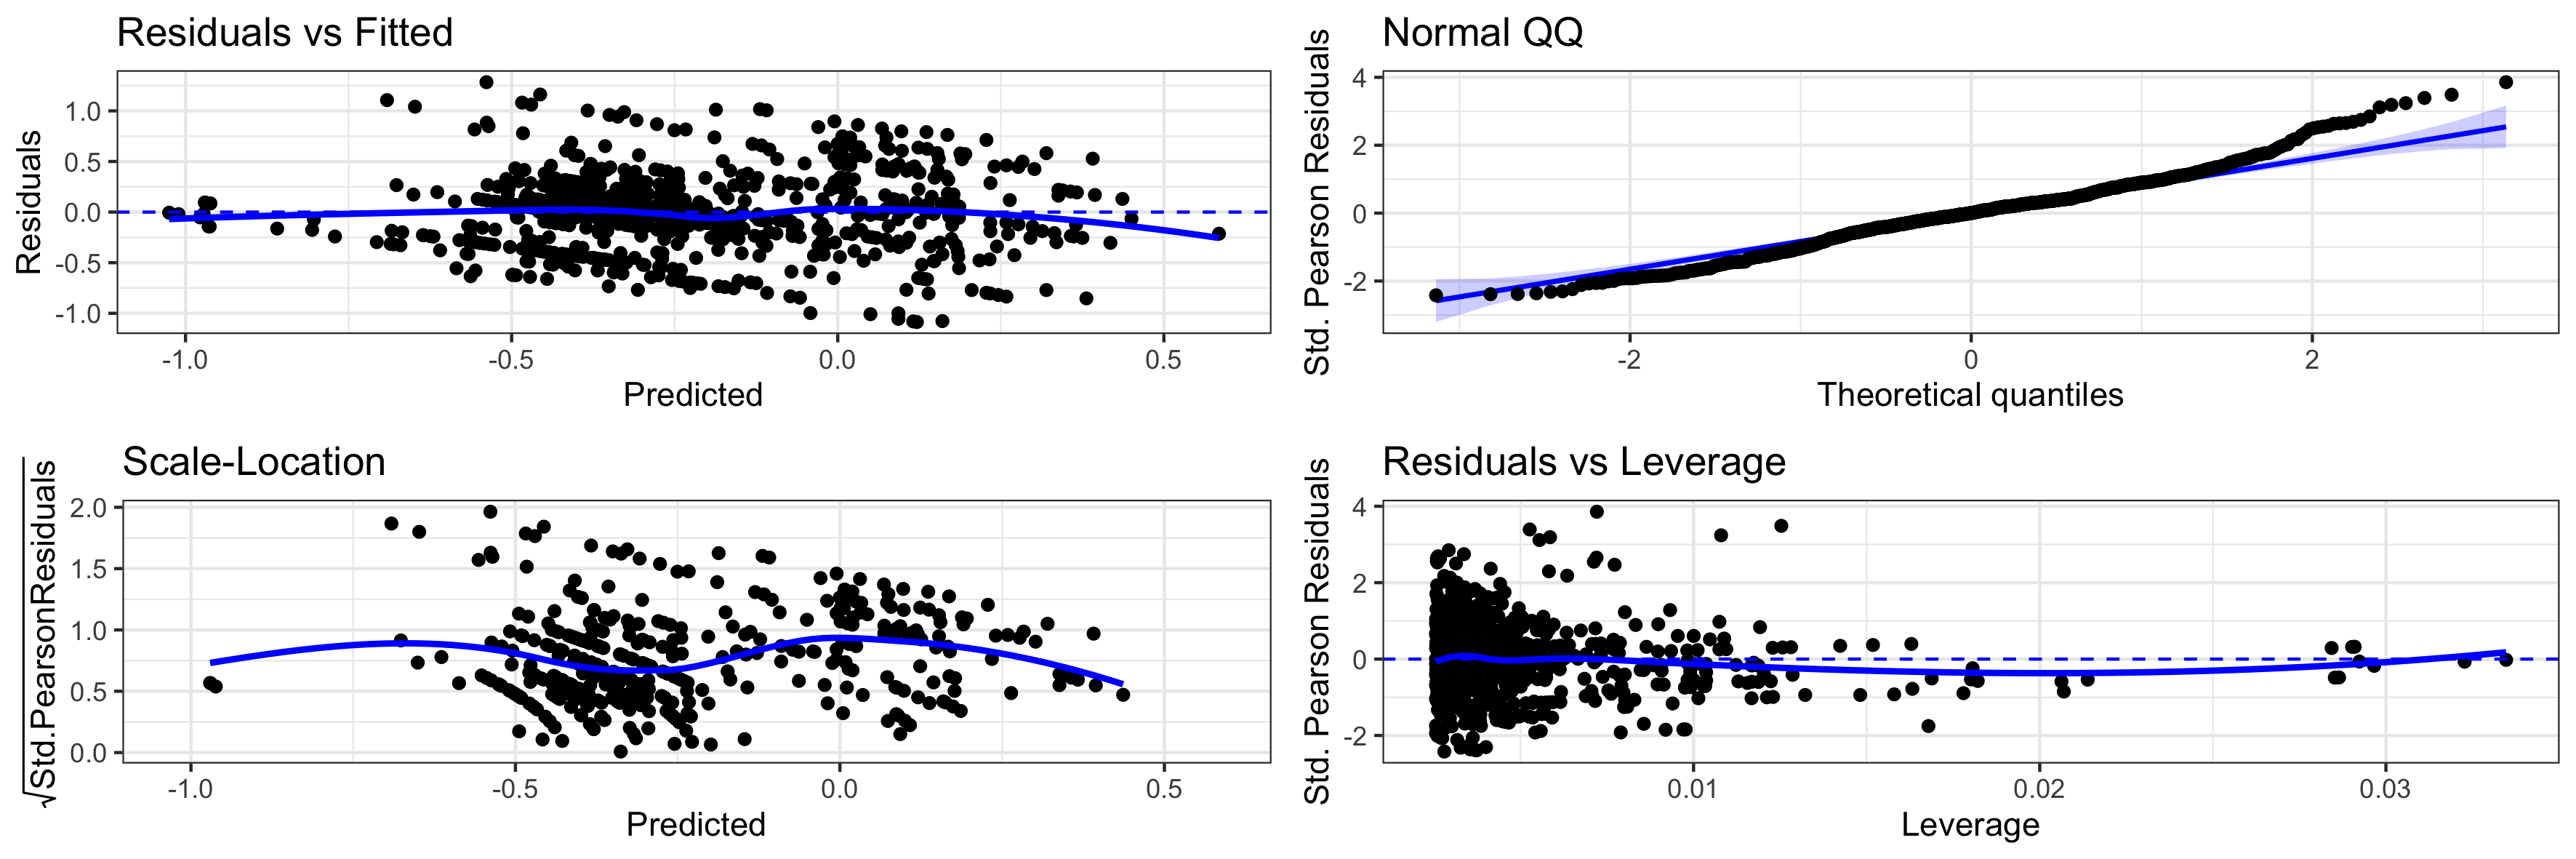 Residuals vs Fitted
Residuals
1.0
0.5
0.0
-0.5
-1.0
-1.0 -0.5 0.0 0.5
Predicted
Normal QQ
Std. Pearson Residuals
4
2
0
-2
-2 0 2
Theoretical quantiles
Scale-Location
√Std.PearsonResiduals
2.0
1.5
1.0
0.5
0.0
-1.0 -0.5 0.0 0.5
Predicted
Residuals vs Leverage
Std. Pearson Residuals
4
2
0
-2
0.01 0.02 0.03
Leverage